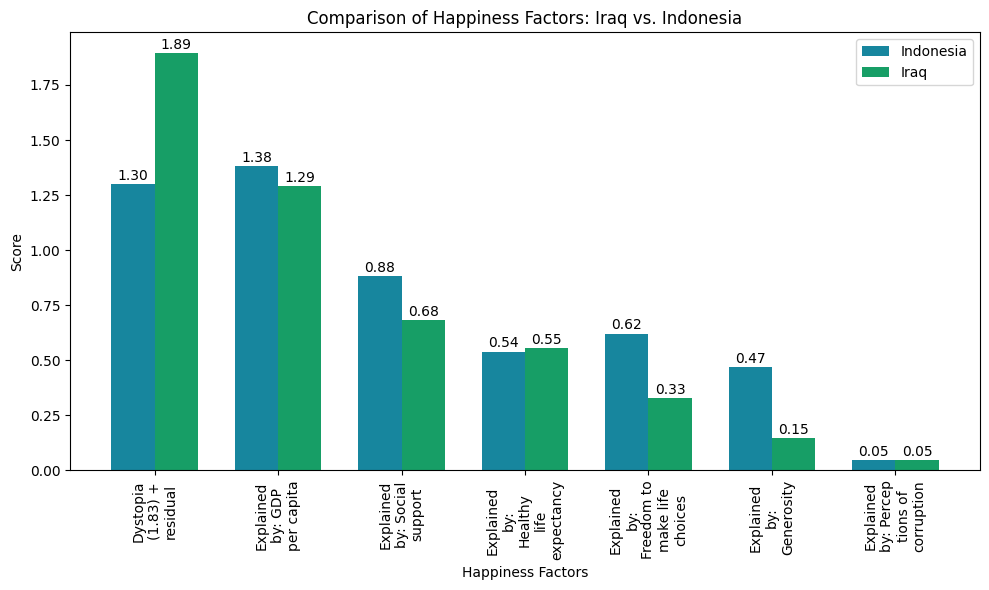 Comparison of Happiness Factors: Iraq vs. Indonesia
Indonesia
Iraq
Score
1.75
1.50
1.25
1.00
0.75
0.50
0.25
0.00
1.30
1.89
1.38
1.29
0.88
0.68
0.54
0.55
0.62
0.33
0.47
0.15
0.05
0.05
Dystopia
(1.83) +
residual
Explained
by: GDP
per capita
Explained
by: Social
support
Explained
by:
Healthy
life
expectancy
Explained
by:
Freedom to
make life
choices
Explained
by:
Generosity
Explained
by: Percep
tions of
corruption
Happiness Factors